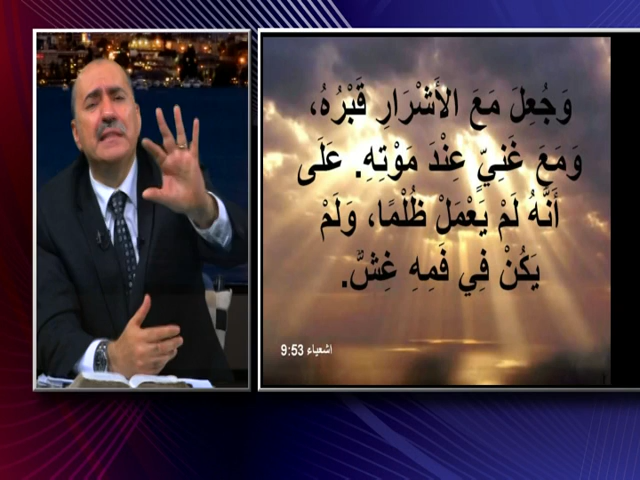 وَجُعِلَ مَعَ الأَشْرَارِ قَبْرُهُ،
وَمَعَ غَنِيٍّ عِنْدَ مَوْتِهِ. عَلَى
أَنَّهُ لَمْ يَعْمَلْ ظُلْمًا، وَلَمْ
يَكُنْ فِي فَمِهِ غِشٌّ.
اشعياء 9:53